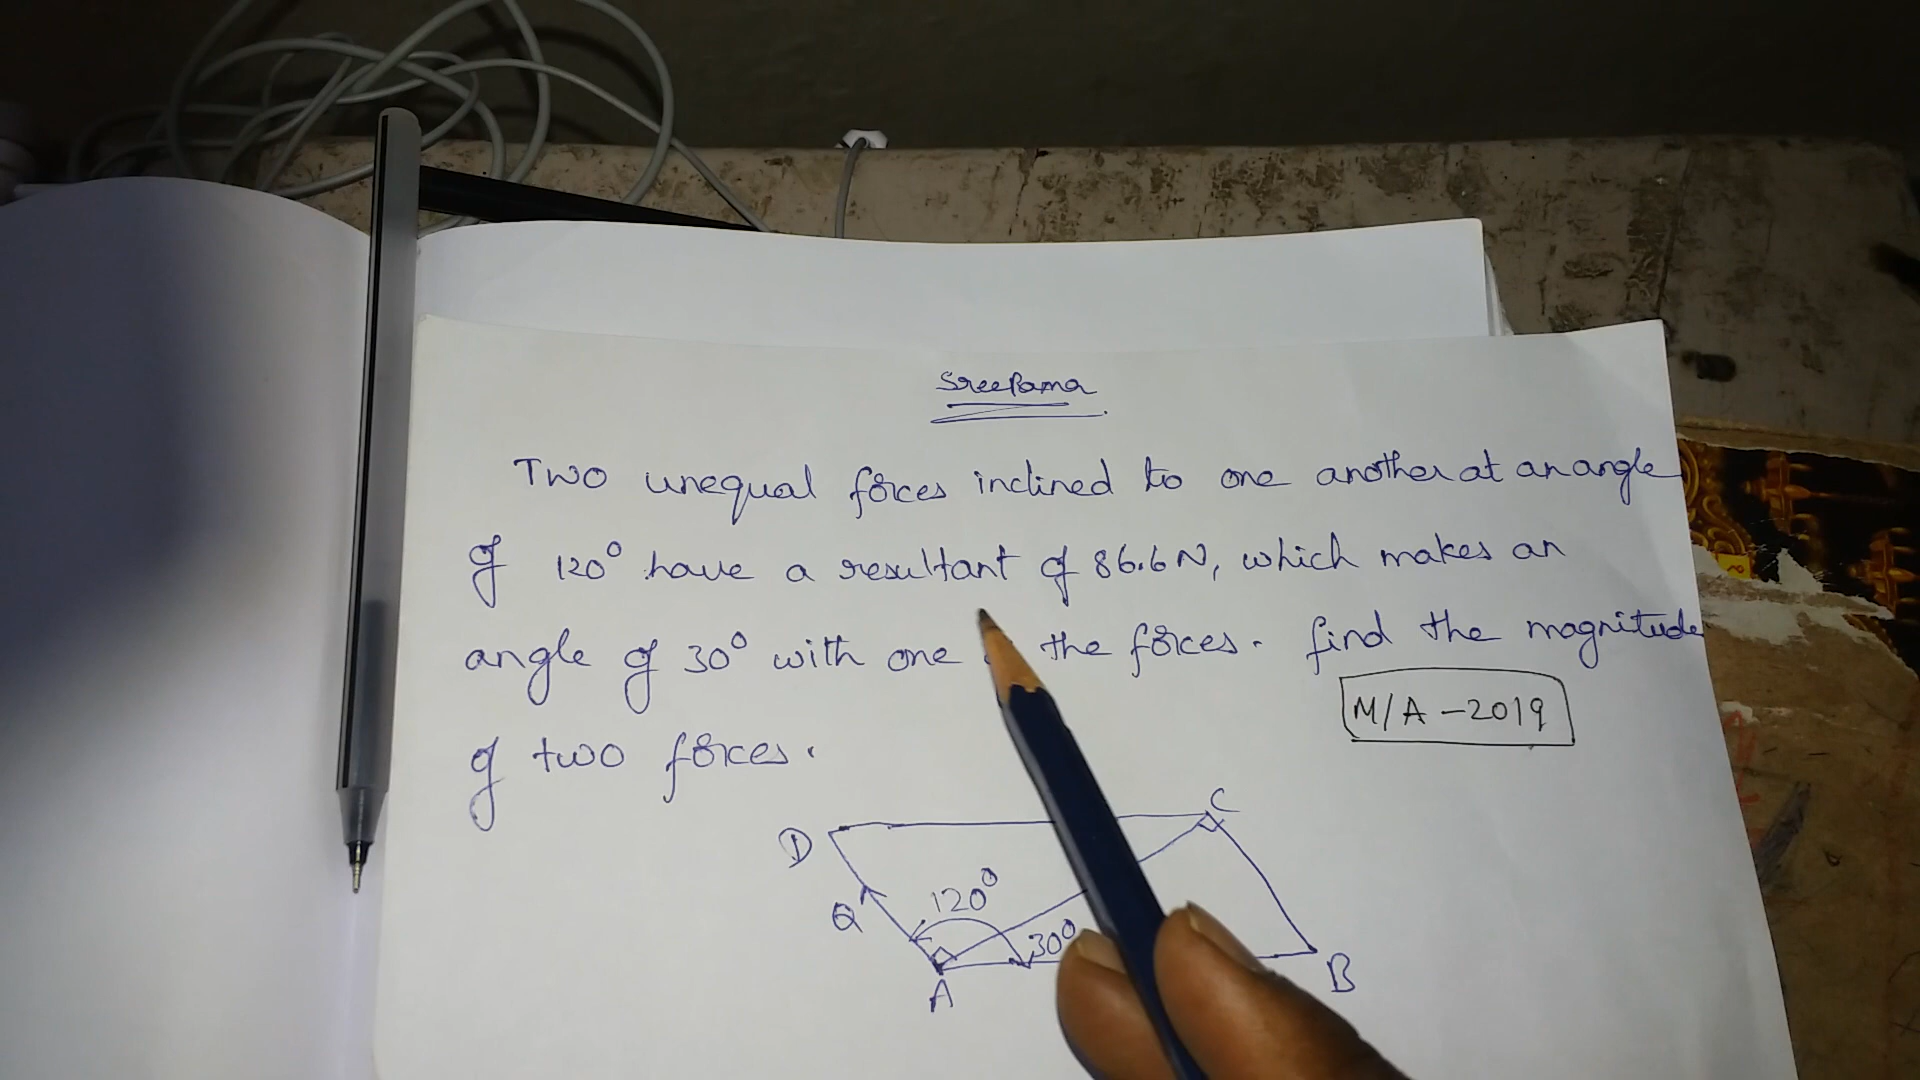 SreeRama
Two unequal forces inclined to one another at an angle
of 120° have a resultant of 86.6N, which makes an
angle of 30° with one the forces. find the magnitude
M/A-2019
of two forces.
D
C
Q
120°
30°
A
B